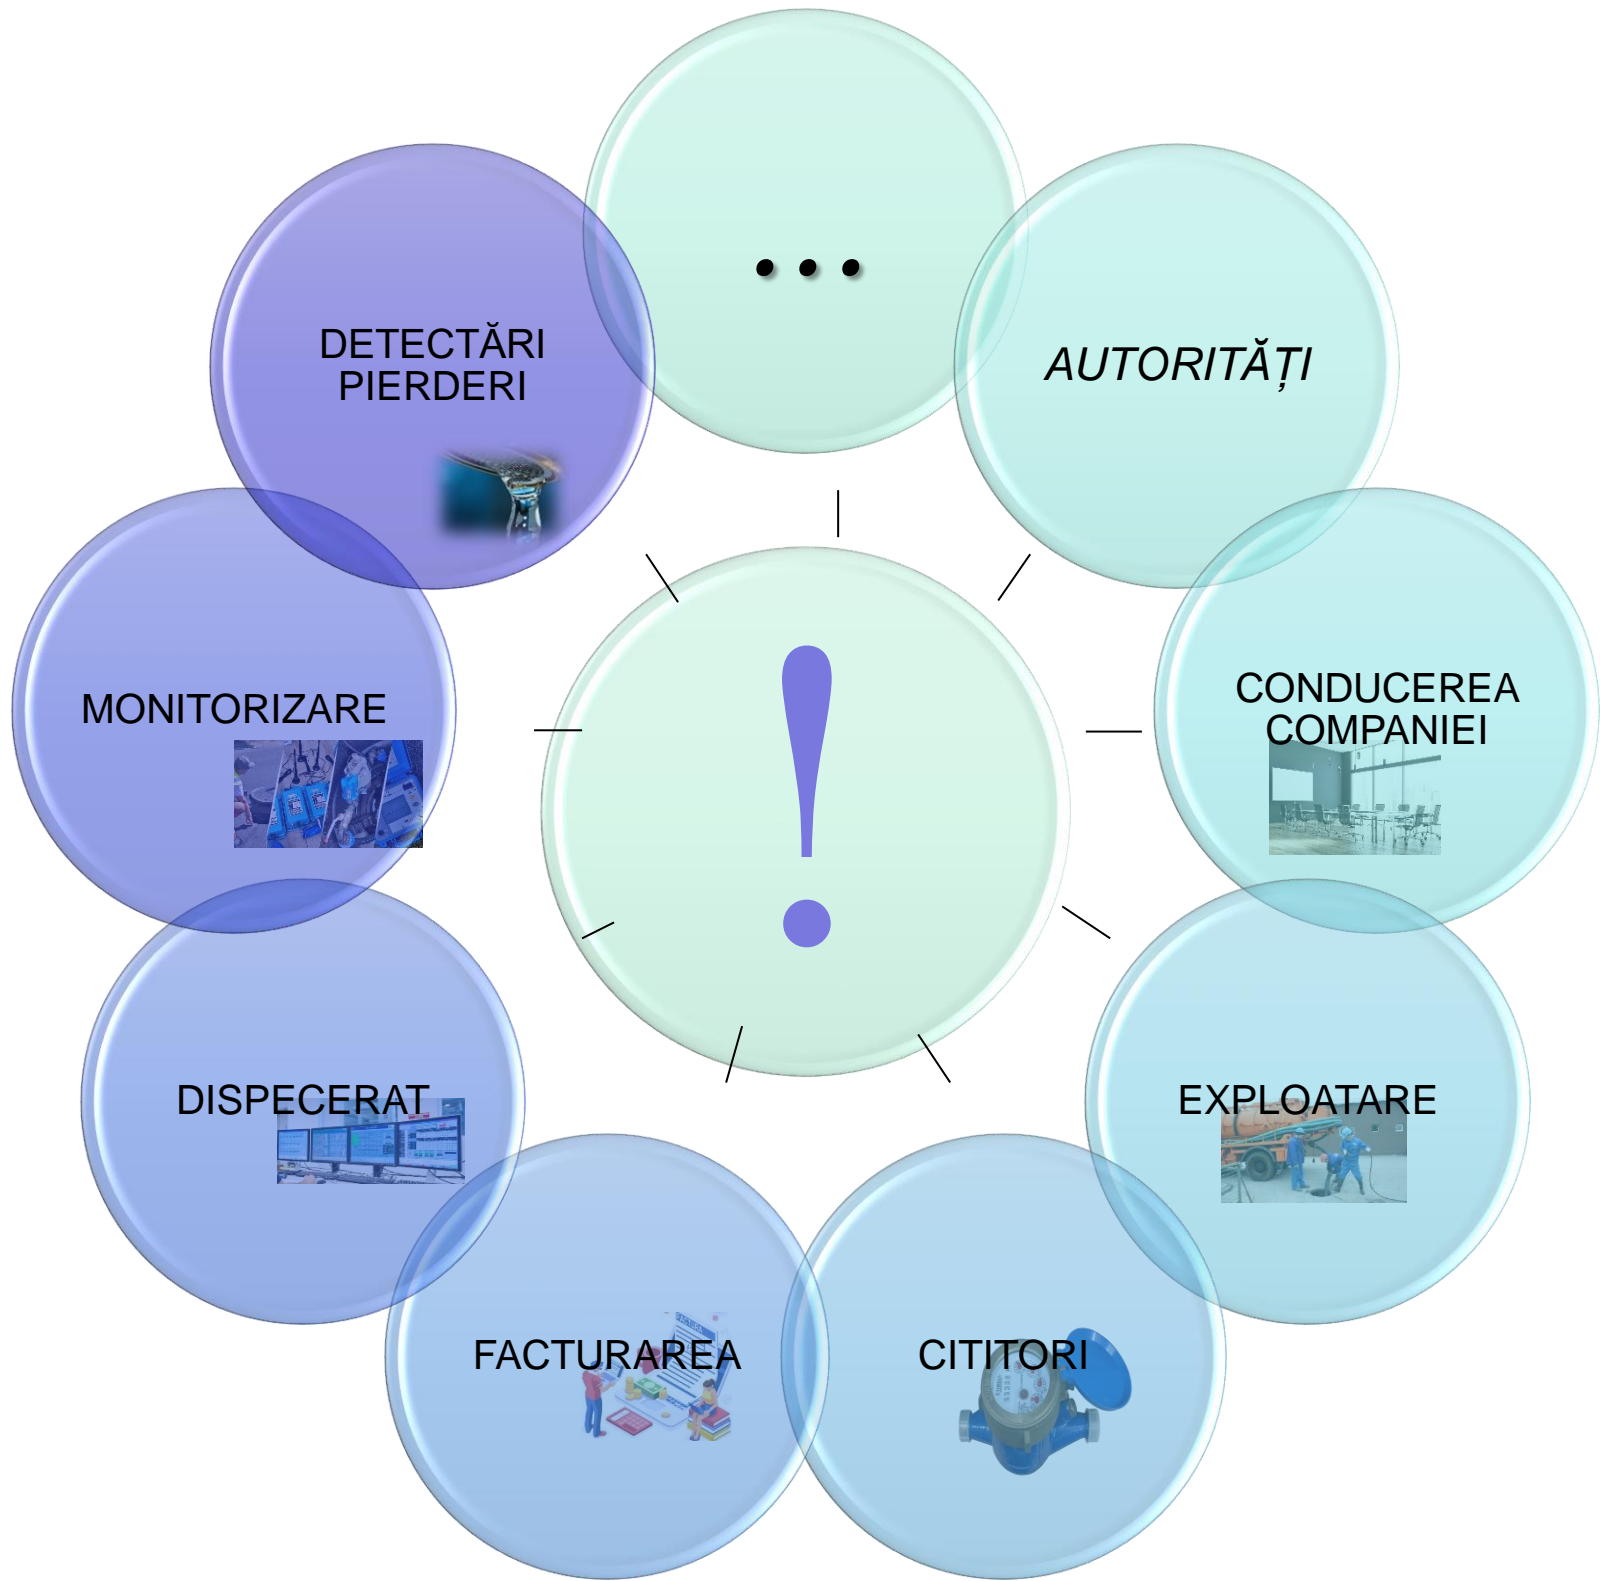 ...
AUTORITĂȚI
CONDUCEREA
COMPANIEI
EXPLOATARE
CITITORI
FACTURAREA
DISPECERAT
MONITORIZARE
DETECTĂRI
PIERDERI
!